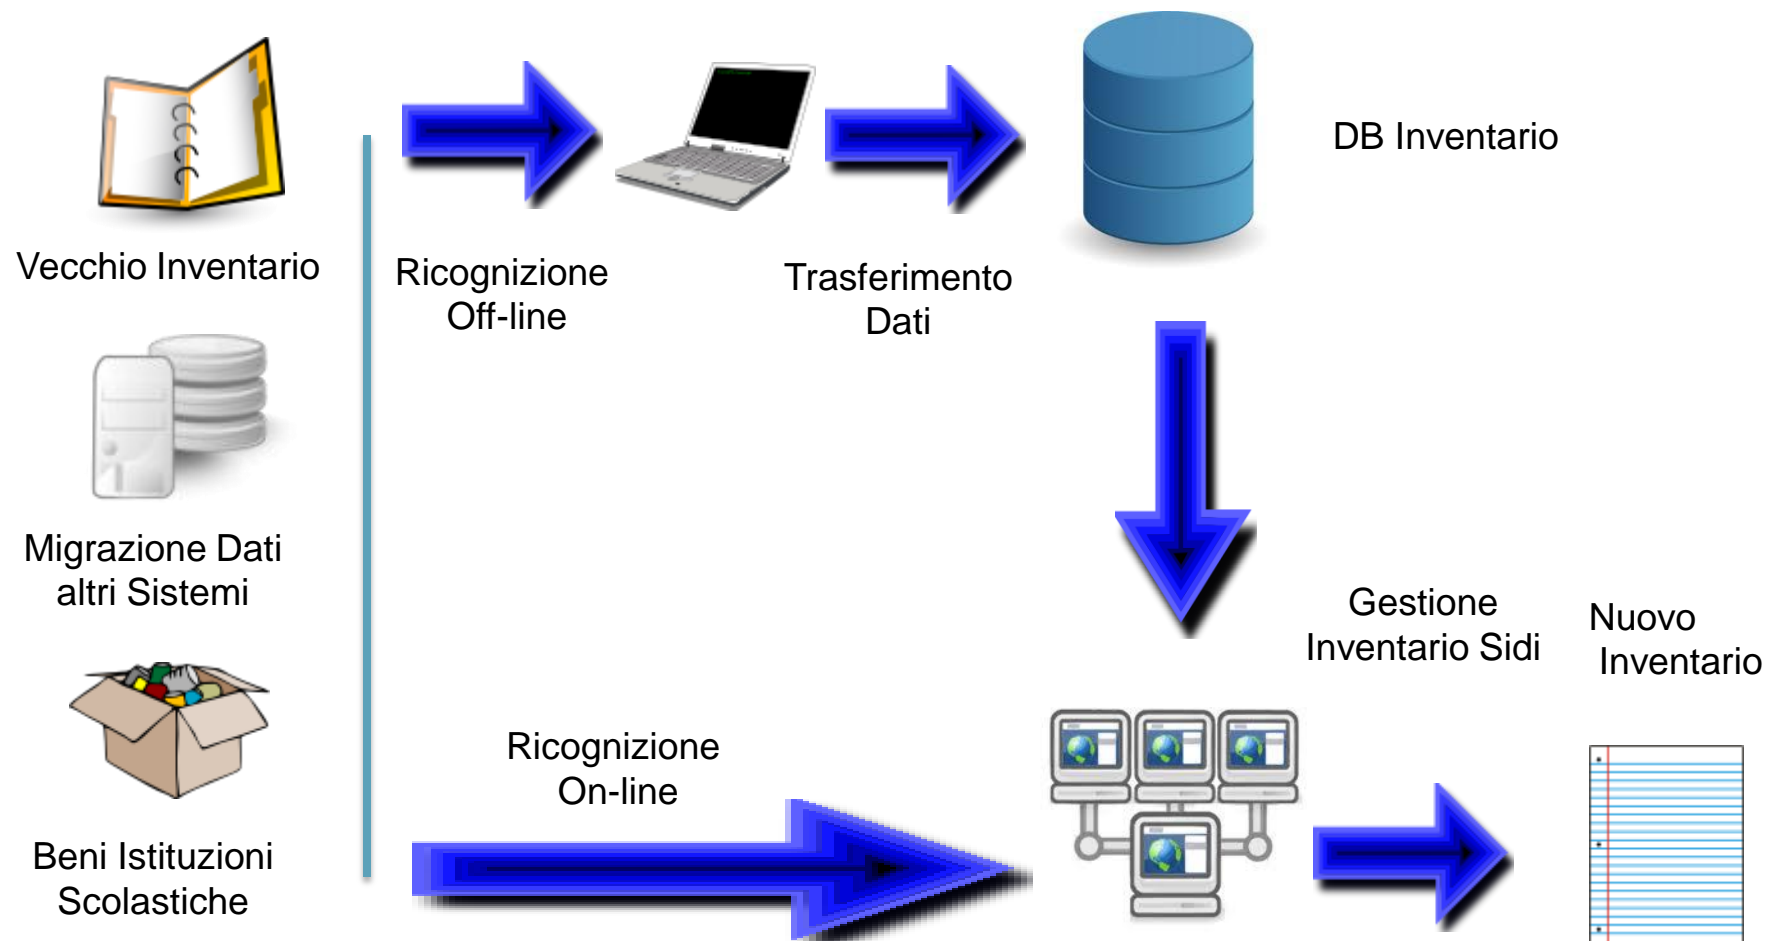 Vecchio Inventario
Ricognizione
Off-line
Trasferimento
Dati
DB Inventario
Migrazione Dati
altri Sistemi
Beni Istituzioni
Scolastiche
Ricognizione
On-line
Gestione
Inventario Sidi
Nuovo
Inventario